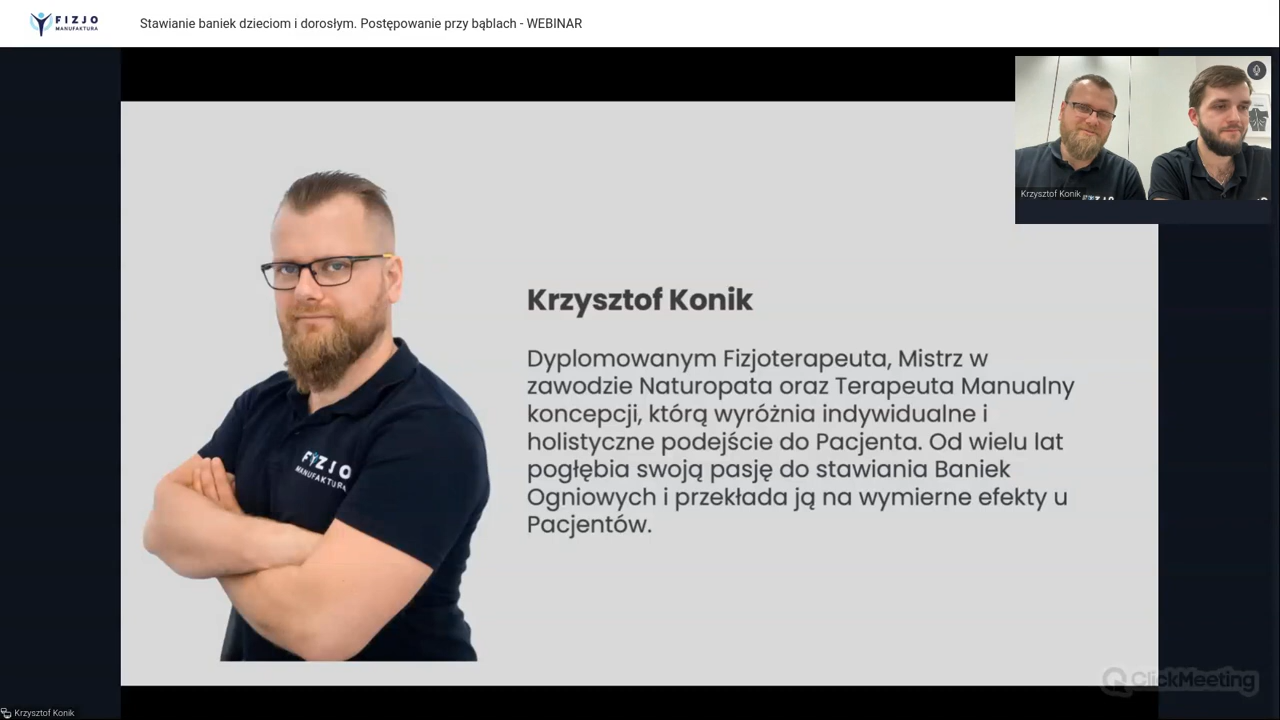 FIZJO
MANUFAKTURA
Stawianie baniek dzieciom i dorosłym. Postępowanie przy bąblach - WEBINAR
Krzysztof Konik
Krzysztof Konik
Dyplomowanym Fizjoterapeuta, Mistrz w
zawodzie Naturopata oraz Terapeuta Manualny
koncepcji, którą wyróżnia indywidualne i
holistyczne podejście do Pacjenta. Od wielu lat
pogłębia swoją pasję do stawiania Baniek
Ogniowych i przekłada ją na wymierne efekty u
Pacjentów.
FIZJO
MANUFAKTURA
ClickMeeting
Krzysztof Konik